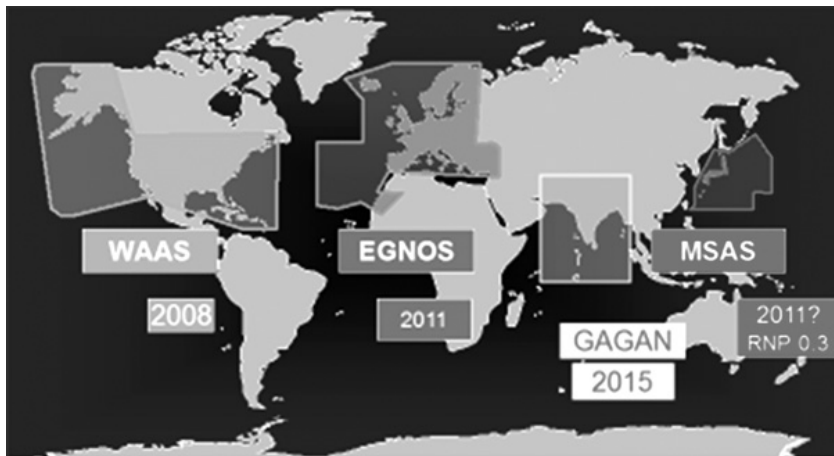 WAAS
EGNOS
MSAS
2008
2011
2011?
RNP 0.3
GAGAN
2015